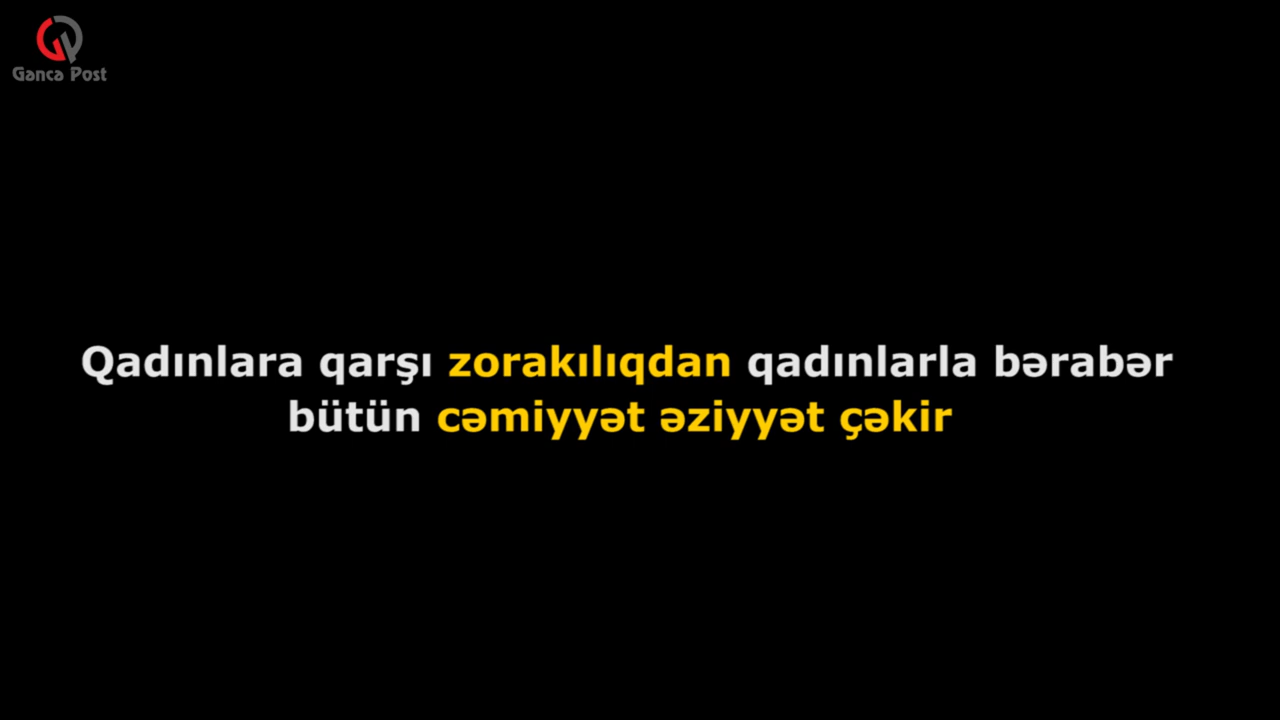 Ganca Post
Qadınlara qarşı zorakılıqdan qadınlarla bərabər
bütün cəmiyyət əziyyət çəkir